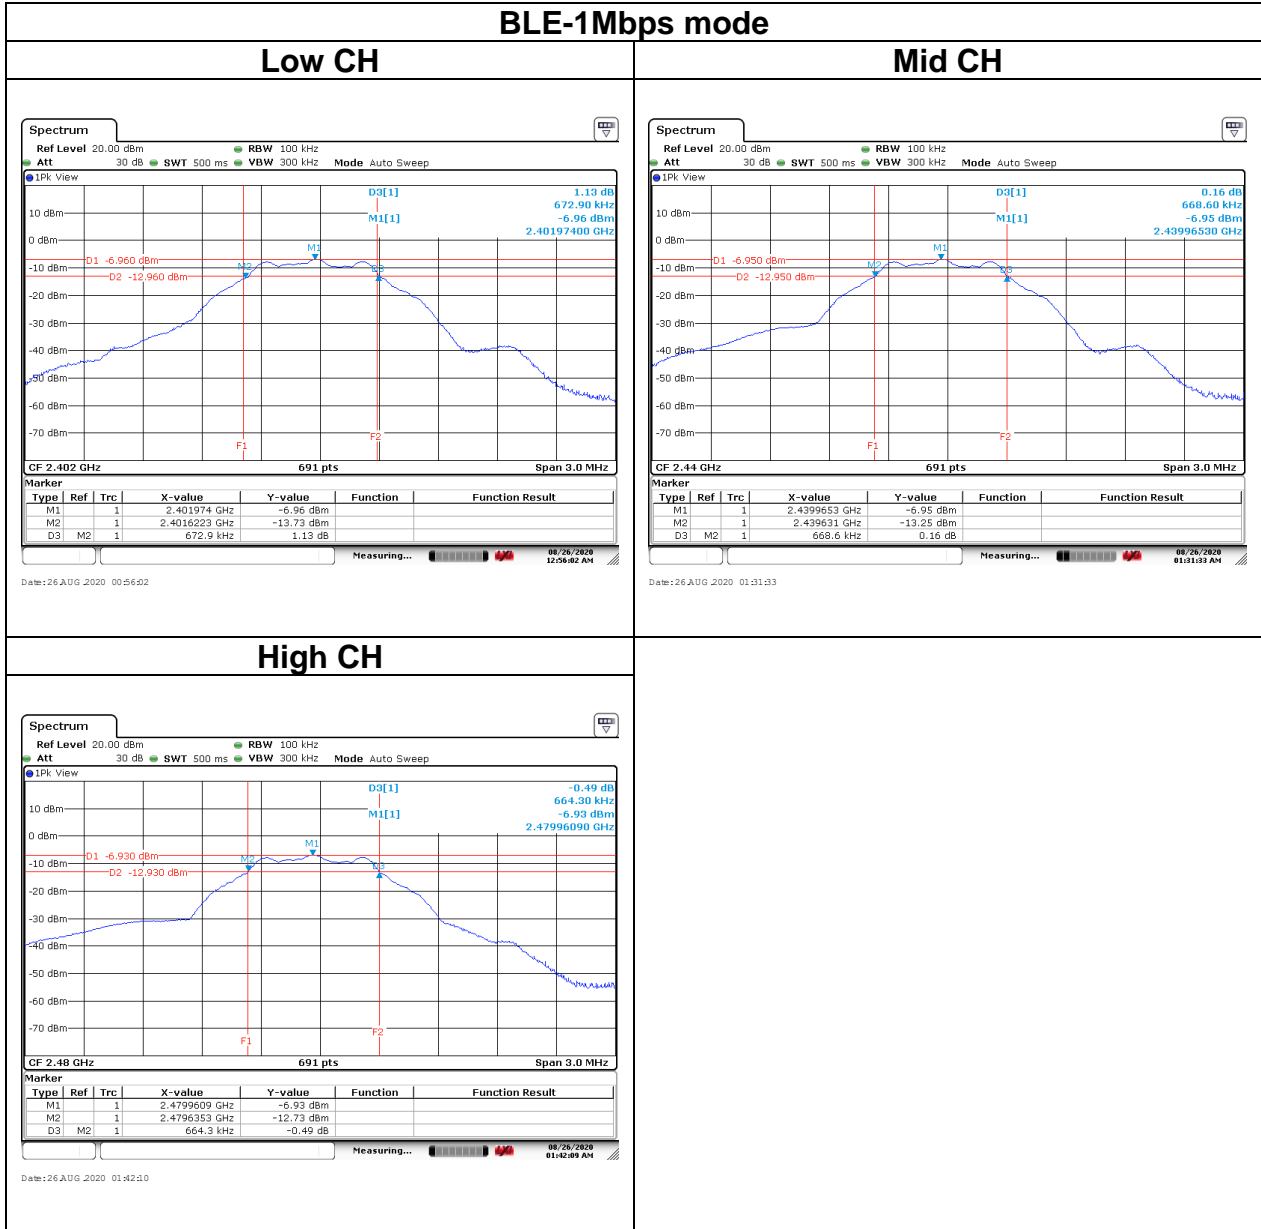 BLE-1Mbps mode
Low CH
Spectrum
Ref Level 20.00 dBm RBW 100 kHz
Att 30 dB SWT 500 ms VBW 300 kHz Mode Auto Sweep
1Pk View
D3[1] 1.13 dB
672.90 kHz
10 dBm
M1[1] -6.96 dBm
2.40197400 GHz
0 dBm
M1
D1 -6.960 dBm
M2
D3
-10 dBm
D2 -12.960 dBm
-20 dBm
-30 dBm
-40 dBm
-50 dBm
-60 dBm
-70 dBm
F1
F2
CF 2.402 GHz 691 pts Span 3.0 MHz
Marker
Type Ref Trc X-value Y-value Function Function Result
M1 1 2.401974 GHz -6.96 dBm
M2 1 2.4016223 GHz -13.73 dBm
D3 M2 1 672.9 kHz 1.13 dB
Measuring... 08/26/2020
12:56:02 AM
Date: 26.AUG.2020 00:56:02
Mid CH
Spectrum
Ref Level 20.00 dBm RBW 100 kHz
Att 30 dB SWT 500 ms VBW 300 kHz Mode Auto Sweep
1Pk View
D3[1] 0.16 dB
668.60 kHz
10 dBm
M1[1] -6.95 dBm
2.43996530 GHz
0 dBm
M1
D1 -6.950 dBm
M2
D3
-10 dBm
D2 -12.950 dBm
-20 dBm
-30 dBm
-40 dBm
-50 dBm
-60 dBm
-70 dBm
F1
F2
CF 2.44 GHz 691 pts Span 3.0 MHz
Marker
Type Ref Trc X-value Y-value Function Function Result
M1 1 2.4399653 GHz -6.95 dBm
M2 1 2.439631 GHz -13.25 dBm
D3 M2 1 668.6 kHz 0.16 dB
Measuring... 08/26/2020
01:31:33 AM
Date: 26.AUG.2020 01:31:33
High CH
Spectrum
Ref Level 20.00 dBm RBW 100 kHz
Att 30 dB SWT 500 ms VBW 300 kHz Mode Auto Sweep
1Pk View
D3[1] -0.49 dB
664.30 kHz
10 dBm
M1[1] -6.93 dBm
2.47996090 GHz
0 dBm
M1
D1 -6.930 dBm
M2
D3
-10 dBm
D2 -12.930 dBm
-20 dBm
-30 dBm
-40 dBm
-50 dBm
-60 dBm
-70 dBm
F1
F2
CF 2.48 GHz 691 pts Span 3.0 MHz
Marker
Type Ref Trc X-value Y-value Function Function Result
M1 1 2.4799609 GHz -6.93 dBm
M2 1 2.4796353 GHz -12.73 dBm
D3 M2 1 664.3 kHz -0.49 dB
Measuring... 08/26/2020
01:42:09 AM
Date: 26.AUG.2020 01:42:10